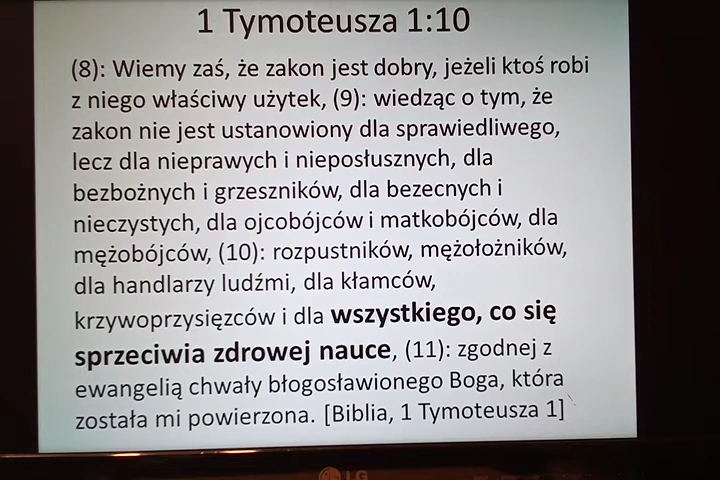 1 Tymoteusza 1:10
(8): Wiemy zaś, że zakon jest dobry, jeżeli ktoś robi
z niego właściwy użytek, (9): wiedząc o tym, że
zakon nie jest ustanowiony dla sprawiedliwego,
lecz dla nieprawych i nieposłusznych, dla
bezbożnych i grzeszników, dla bezecnych i
nieczystych, dla ojcobójców i matkobójców, dla
mężobójców, (10): rozpustników, mężołożników,
dla handlarzy ludźmi, dla kłamców,
krzywoprzysięzców i dla wszystkiego, co się
sprzeciwia zdrowej nauce, (11): zgodnej z
ewangelią chwały błogosławionego Boga, która
została mi powierzona. [Biblia, 1 Tymoteusza 1]
LG